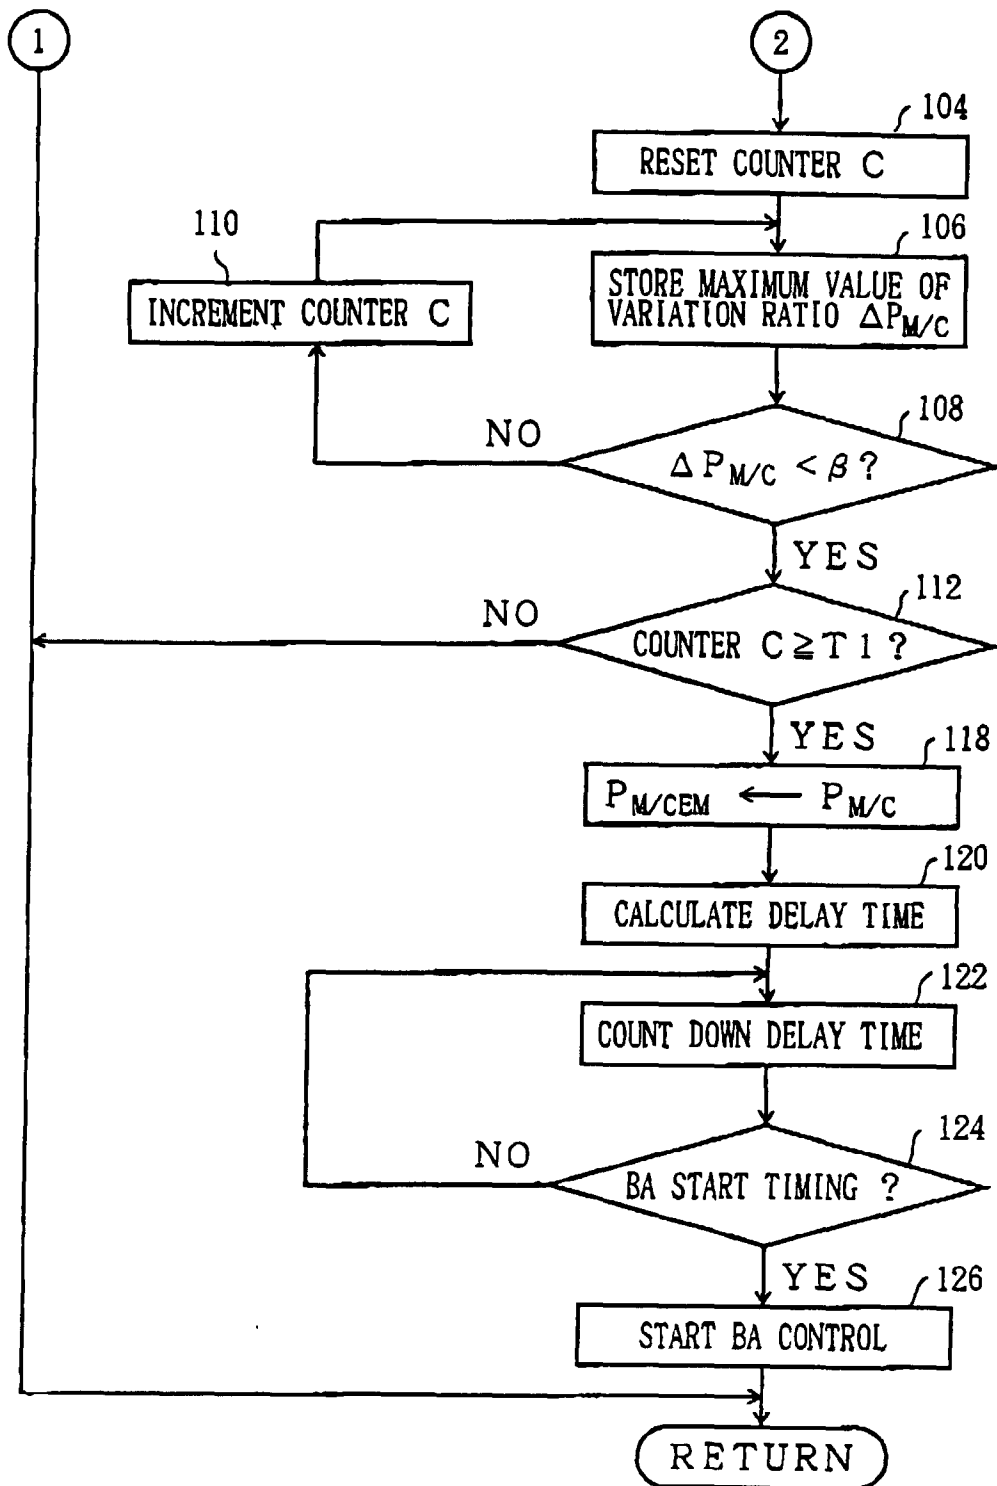 1
2
104
RESET COUNTER C
110
106
INCREMENT COUNTER C
STORE MAXIMUM VALUE OF
VARIATION RATIO ΔP_M/C
108
NO
ΔP_M/C < β ?
YES
112
NO
COUNTER C ≧ T 1 ?
YES
118
P_M/CEM ← P_M/C
120
CALCULATE DELAY TIME
122
COUNT DOWN DELAY TIME
124
NO
BA START TIMING ?
YES
126
START BA CONTROL
RETURN